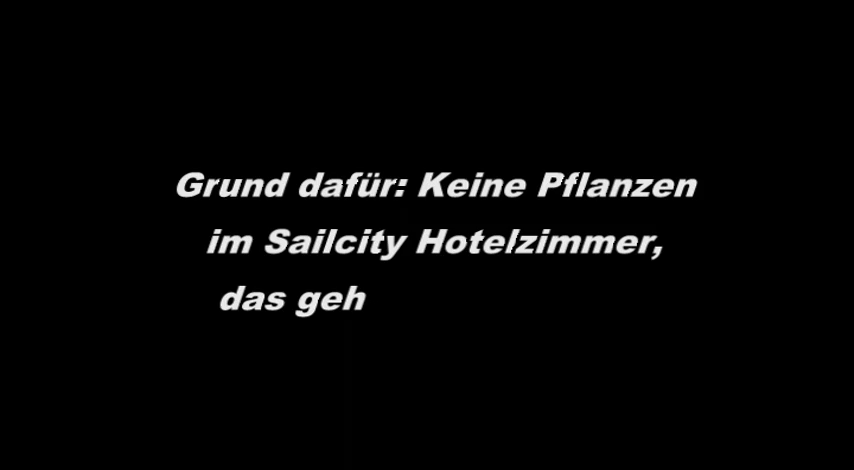 Grund dafür: Keine Pflanzen
im Sailcity Hotelzimmer,
das geh